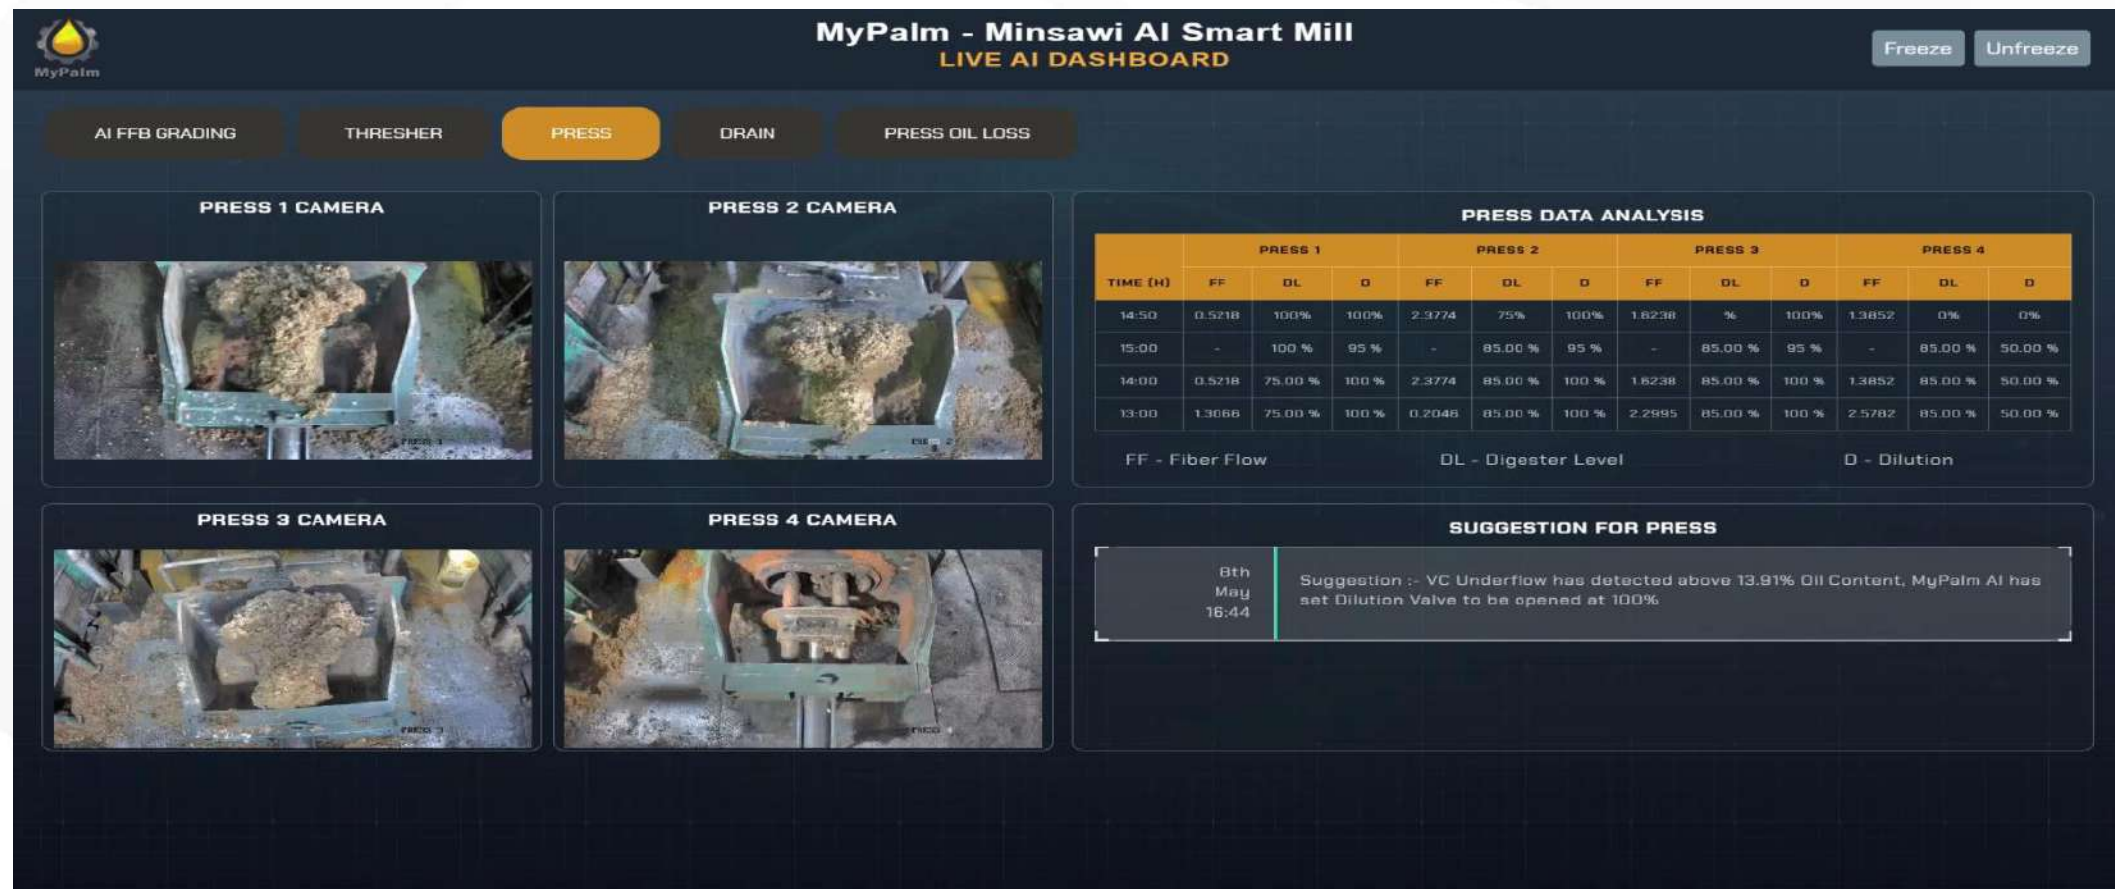 MyPalm - Minsawi AI Smart Mill
LIVE AI DASHBOARD
MyPalm
Freeze Unfreeze
AI FFB GRADING THRESHER PRESS DRAIN PRESS OIL LOSS
PRESS 1 CAMERA
PRESS 2 CAMERA
PRESS 3 CAMERA
PRESS 4 CAMERA
PRESS DATA ANALYSIS
PRESS 1 PRESS 2 PRESS 3 PRESS 4
TIME (H) FF DL D FF DL D FF DL D FF DL D
14:50 0.5218 100% 100% 2.3774 75% 100% 1.6238 % 100% 1.3852 0% 0%
15:00 - 100 % 95 % - 85.00 % 95 % - 85.00 % 95 % - 85.00 % 50.00 %
14:00 0.5218 75.00 % 100 % 2.3774 85.00 % 100 % 1.6238 85.00 % 100 % 1.3852 85.00 % 50.00 %
13:00 1.3066 75.00 % 100 % 0.2046 85.00 % 100 % 2.2995 85.00 % 100 % 2.5782 85.00 % 50.00 %
FF - Fiber Flow DL - Digester Level D - Dilution
SUGGESTION FOR PRESS
8th
May
16:44
Suggestion :- VC Underflow has detected above 13.91% Oil Content, MyPalm AI has
set Dilution Valve to be opened at 100%